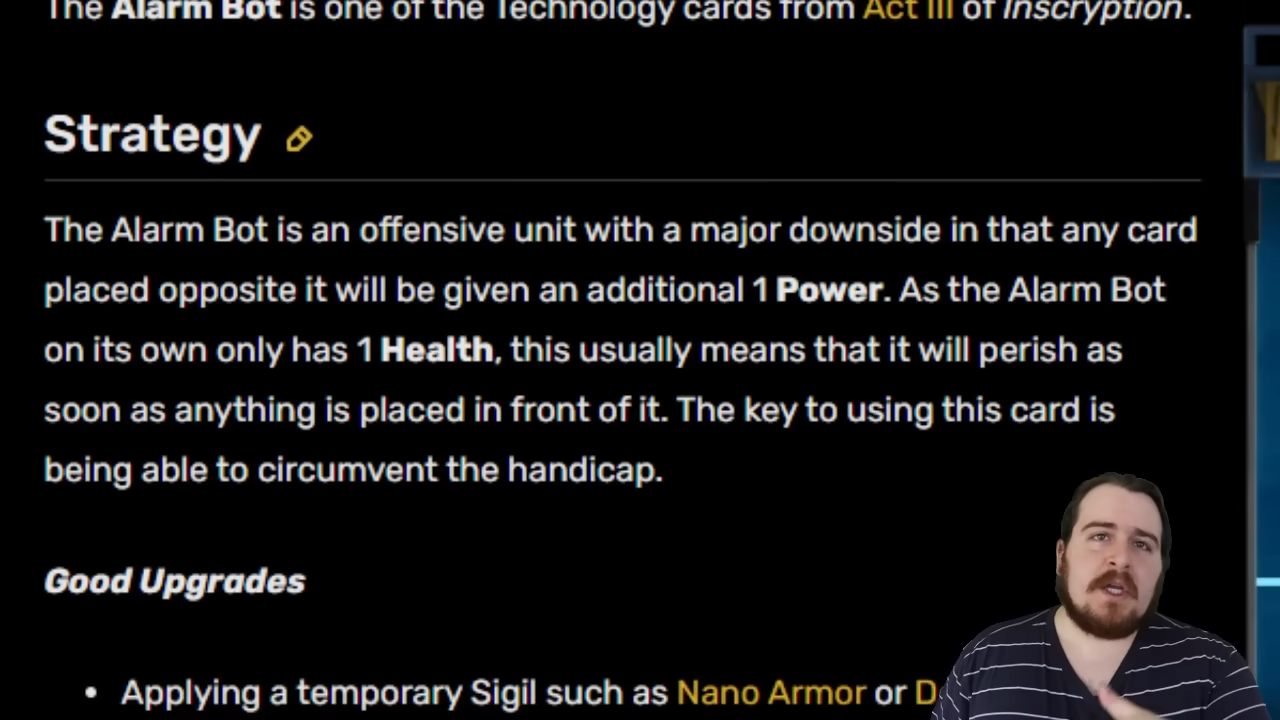 The Alarm Bot is one of the Technology cards from Act III of Inscryption.
Strategy
The Alarm Bot is an offensive unit with a major downside in that any card
placed opposite it will be given an additional 1 Power. As the Alarm Bot
on its own only has 1 Health, this usually means that it will perish as
soon as anything is placed in front of it. The key to using this card is
being able to circumvent the handicap.
Good Upgrades
• Applying a temporary Sigil such as Nano Armor or